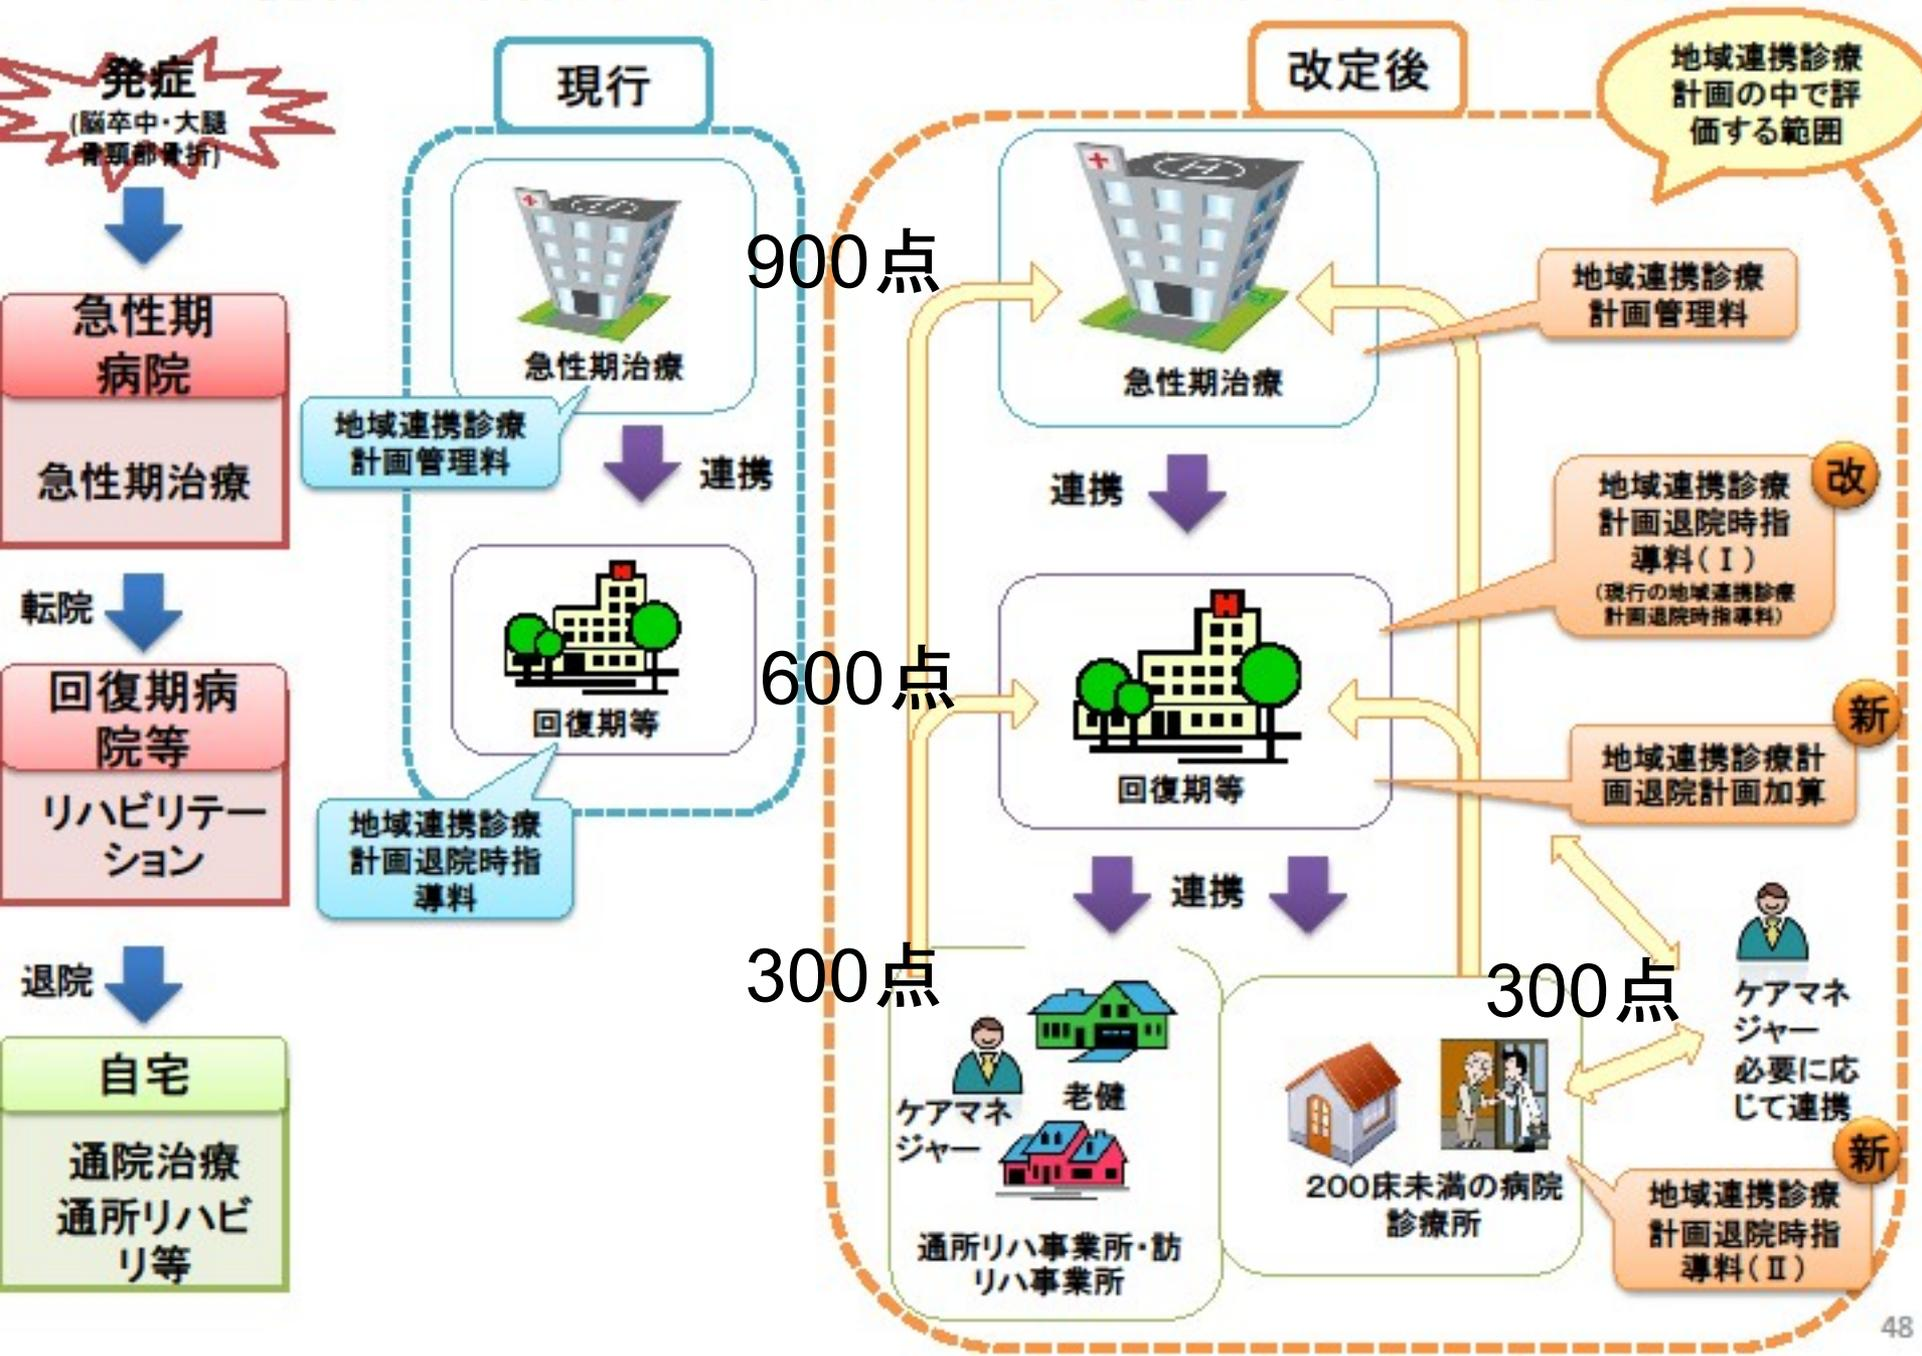 発症
(脳卒中・大腿
骨頸部骨折)
急性期
病院
急性期治療
転院
回復期病
院等
リハビリテー
ション
退院
自宅
通院治療
通所リハビ
リ等
現行
急性期治療
地域連携診療
計画管理料
連携
回復期等
地域連携診療
計画退院時指
導料
改定後
地域連携診療
計画の中で評
価する範囲
900点
急性期治療
地域連携診療
計画管理料
連携
改
地域連携診療
計画退院時指
導料(Ⅰ)
(現行の地域連携診療
計画退院時指導料)
600点
回復期等
新
地域連携診療計
画退院計画加算
連携
300点
ケアマネ
ジャー
老健
通所リハ事業所・訪
リハ事業所
300点
200床未満の病院
診療所
ケアマネ
ジャー
必要に応
じて連携
新
地域連携診療
計画退院時指
導料(Ⅱ)
48